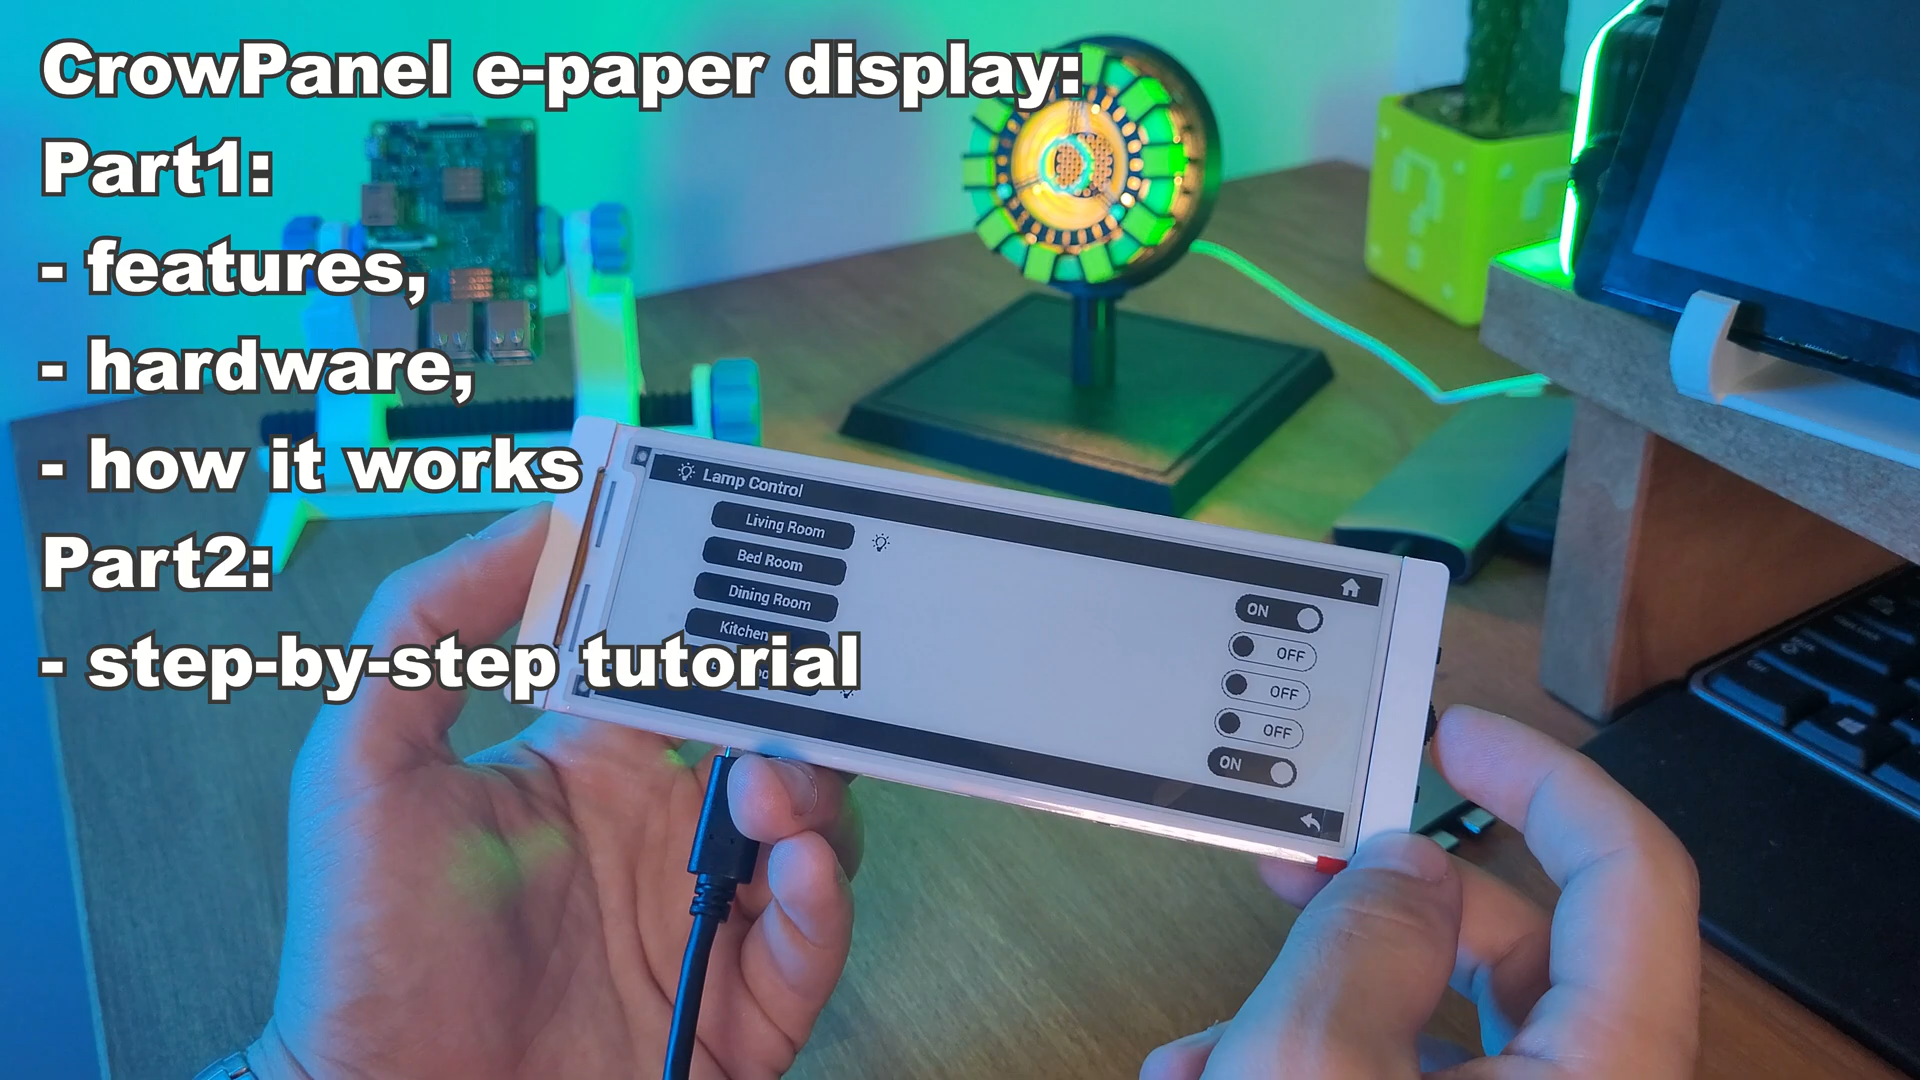 CrowPanel e-paper display:
Part1:
- features,
- hardware,
- how it works
Part2:
- step-by-step tutorial
Lamp Control
Living Room
ON
Bed Room
OFF
Dining Room
OFF
Kitchen
OFF
ON
?